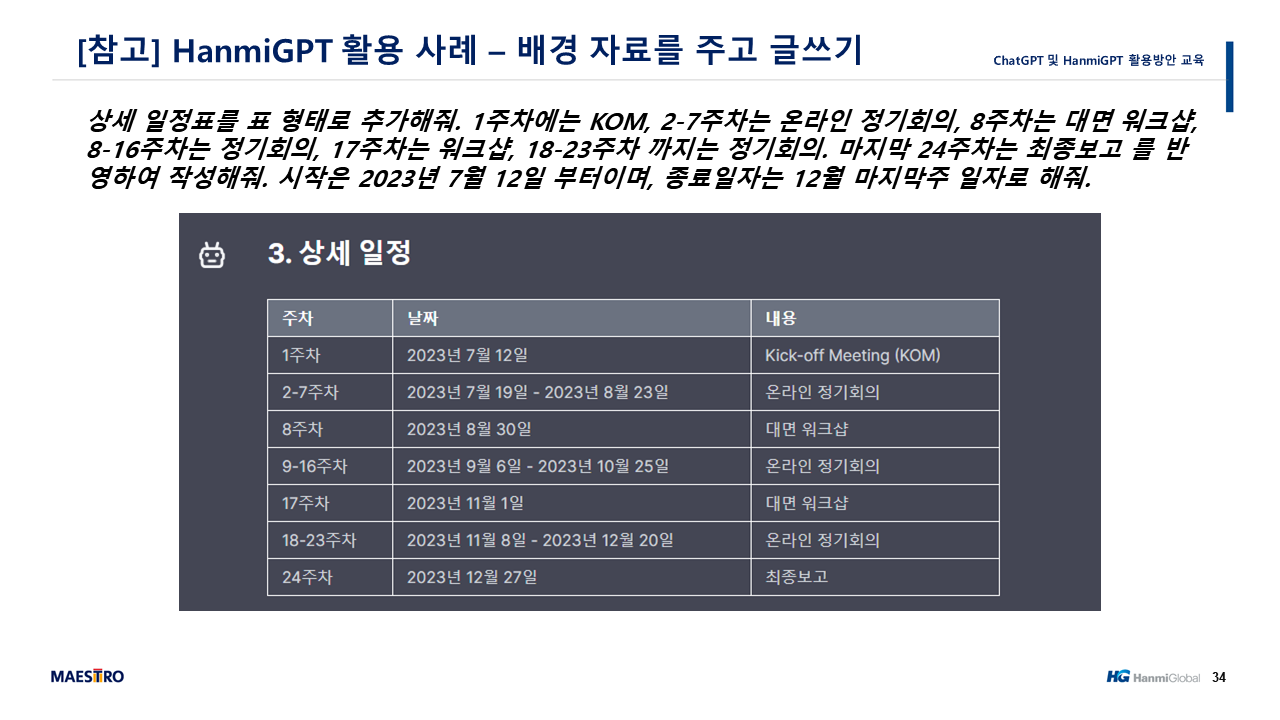 [참고] HanmiGPT 활용 사례 – 배경 자료를 주고 글쓰기
ChatGPT 및 HanmiGPT 활용방안 교육
상세 일정표를 표 형태로 추가해줘. 1주차에는 KOM, 2-7주차는 온라인 정기회의, 8주차는 대면 워크샵,
8-16주차는 정기회의, 17주차는 워크샵, 18-23주차 까지는 정기회의. 마지막 24주차는 최종보고 를 반
영하여 작성해줘. 시작은 2023년 7월 12일 부터이며, 종료일자는 12월 마지막주 일자로 해줘.
3. 상세 일정
주차 날짜 내용
1주차 2023년 7월 12일 Kick-off Meeting (KOM)
2-7주차 2023년 7월 19일 - 2023년 8월 23일 온라인 정기회의
8주차 2023년 8월 30일 대면 워크샵
9-16주차 2023년 9월 6일 - 2023년 10월 25일 온라인 정기회의
17주차 2023년 11월 1일 대면 워크샵
18-23주차 2023년 11월 8일 - 2023년 12월 20일 온라인 정기회의
24주차 2023년 12월 27일 최종보고
MAESTRO
HG HanmiGlobal 34